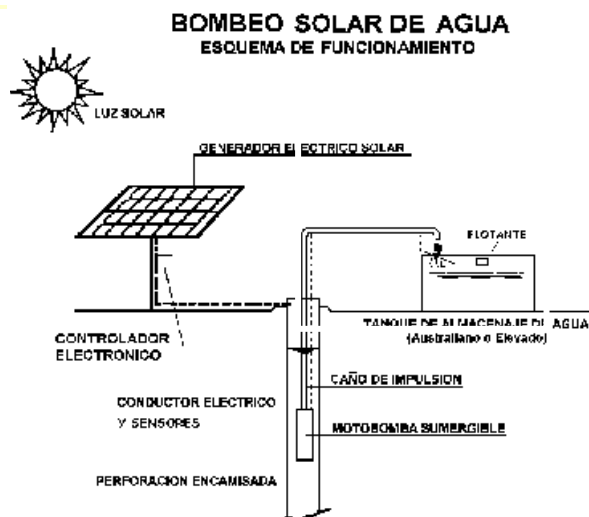 BOMBEO SOLAR DE AGUA
ESQUEMA DE FUNCIONAMIENTO
LUZ SOLAR
GENERADOR ELECTRICO SOLAR
FLOTANTE
TANQUE DE ALMACENAJE DE AGUA
(Australiano o Elevado)
CONTROLADOR
ELECTRONICO
CAÑO DE IMPULSION
CONDUCTOR ELECTRICO
Y SENSORES
MOTOBOMBA SUMERGIBLE
PERFORACION ENCAMISADA